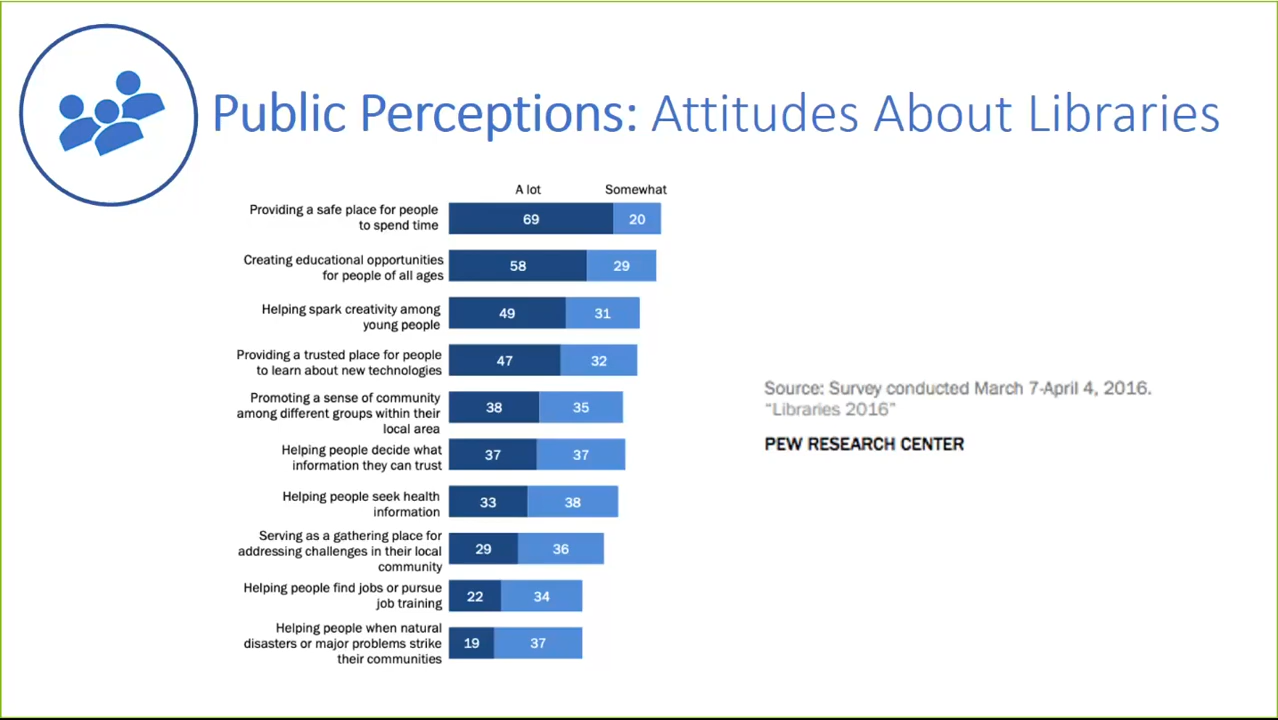 Public Perceptions: Attitudes About Libraries
A lot Somewhat
Providing a safe place for people
to spend time
69 20
Creating educational opportunities
for people of all ages
58 29
Helping spark creativity among
young people
49 31
Providing a trusted place for people
to learn about new technologies
47 32
Promoting a sense of community
among different groups within their
local area
38 35
Helping people decide what
information they can trust
37 37
Helping people seek health
information
33 38
Serving as a gathering place for
addressing challenges in their local
community
29 36
Helping people find jobs or pursue
job training
22 34
Helping people when natural
disasters or major problems strike
their communities
19 37
Source: Survey conducted March 7-April 4, 2016.
“Libraries 2016”
PEW RESEARCH CENTER